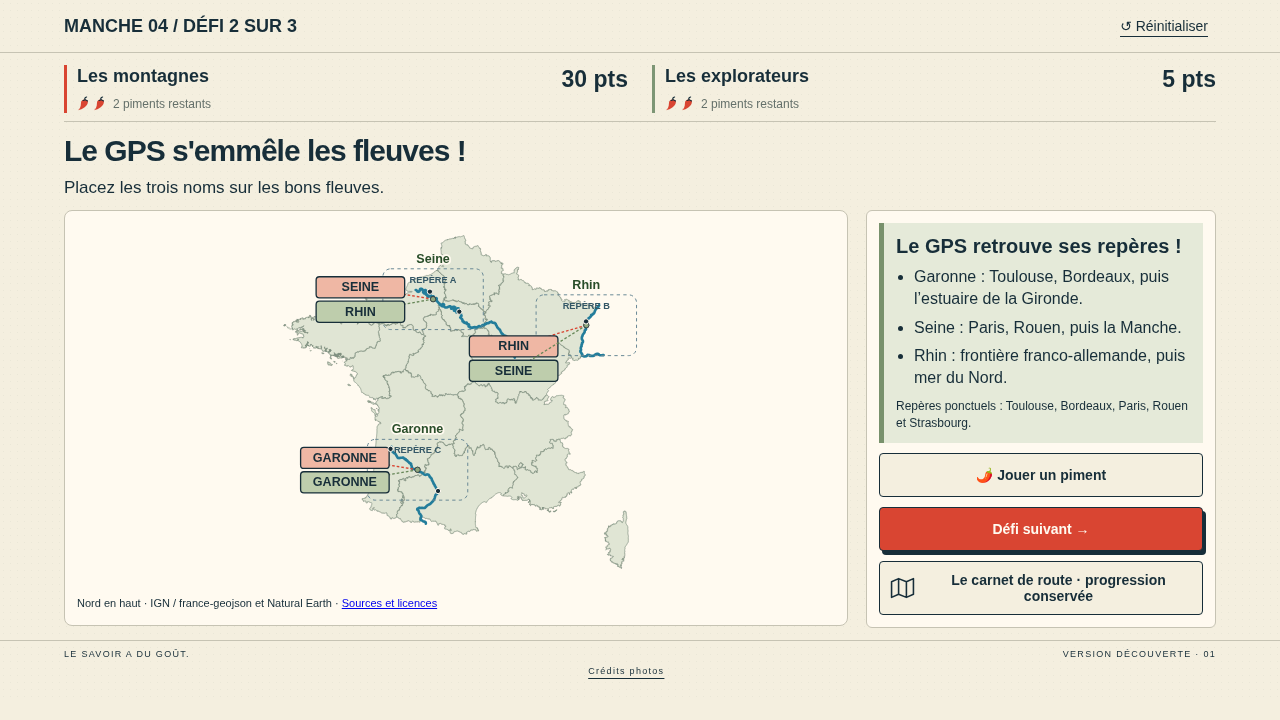 MANCHE 04 / DÉFI 2 SUR 3
↺ Réinitialiser
Les montagnes
30 pts
2 piments restants
Les explorateurs
5 pts
2 piments restants
Le GPS s'emmêle les fleuves !
Placez les trois noms sur les bons fleuves.
Seine
REPÈRE A
SEINE
RHIN
Rhin
REPÈRE B
RHIN
SEINE
Garonne
REPÈRE C
GARONNE
GARONNE
Nord en haut · IGN / france-geojson et Natural Earth · Sources et licences
Le GPS retrouve ses repères !
• Garonne : Toulouse, Bordeaux, puis
l'estuaire de la Gironde.
• Seine : Paris, Rouen, puis la Manche.
• Rhin : frontière franco-allemande, puis
mer du Nord.
Repères ponctuels : Toulouse, Bordeaux, Paris, Rouen
et Strasbourg.
🌶️ Jouer un piment
Défi suivant →
Le carnet de route · progression
conservée
LE SAVOIR A DU GOÛT.
VERSION DÉCOUVERTE · 01
Crédits photos